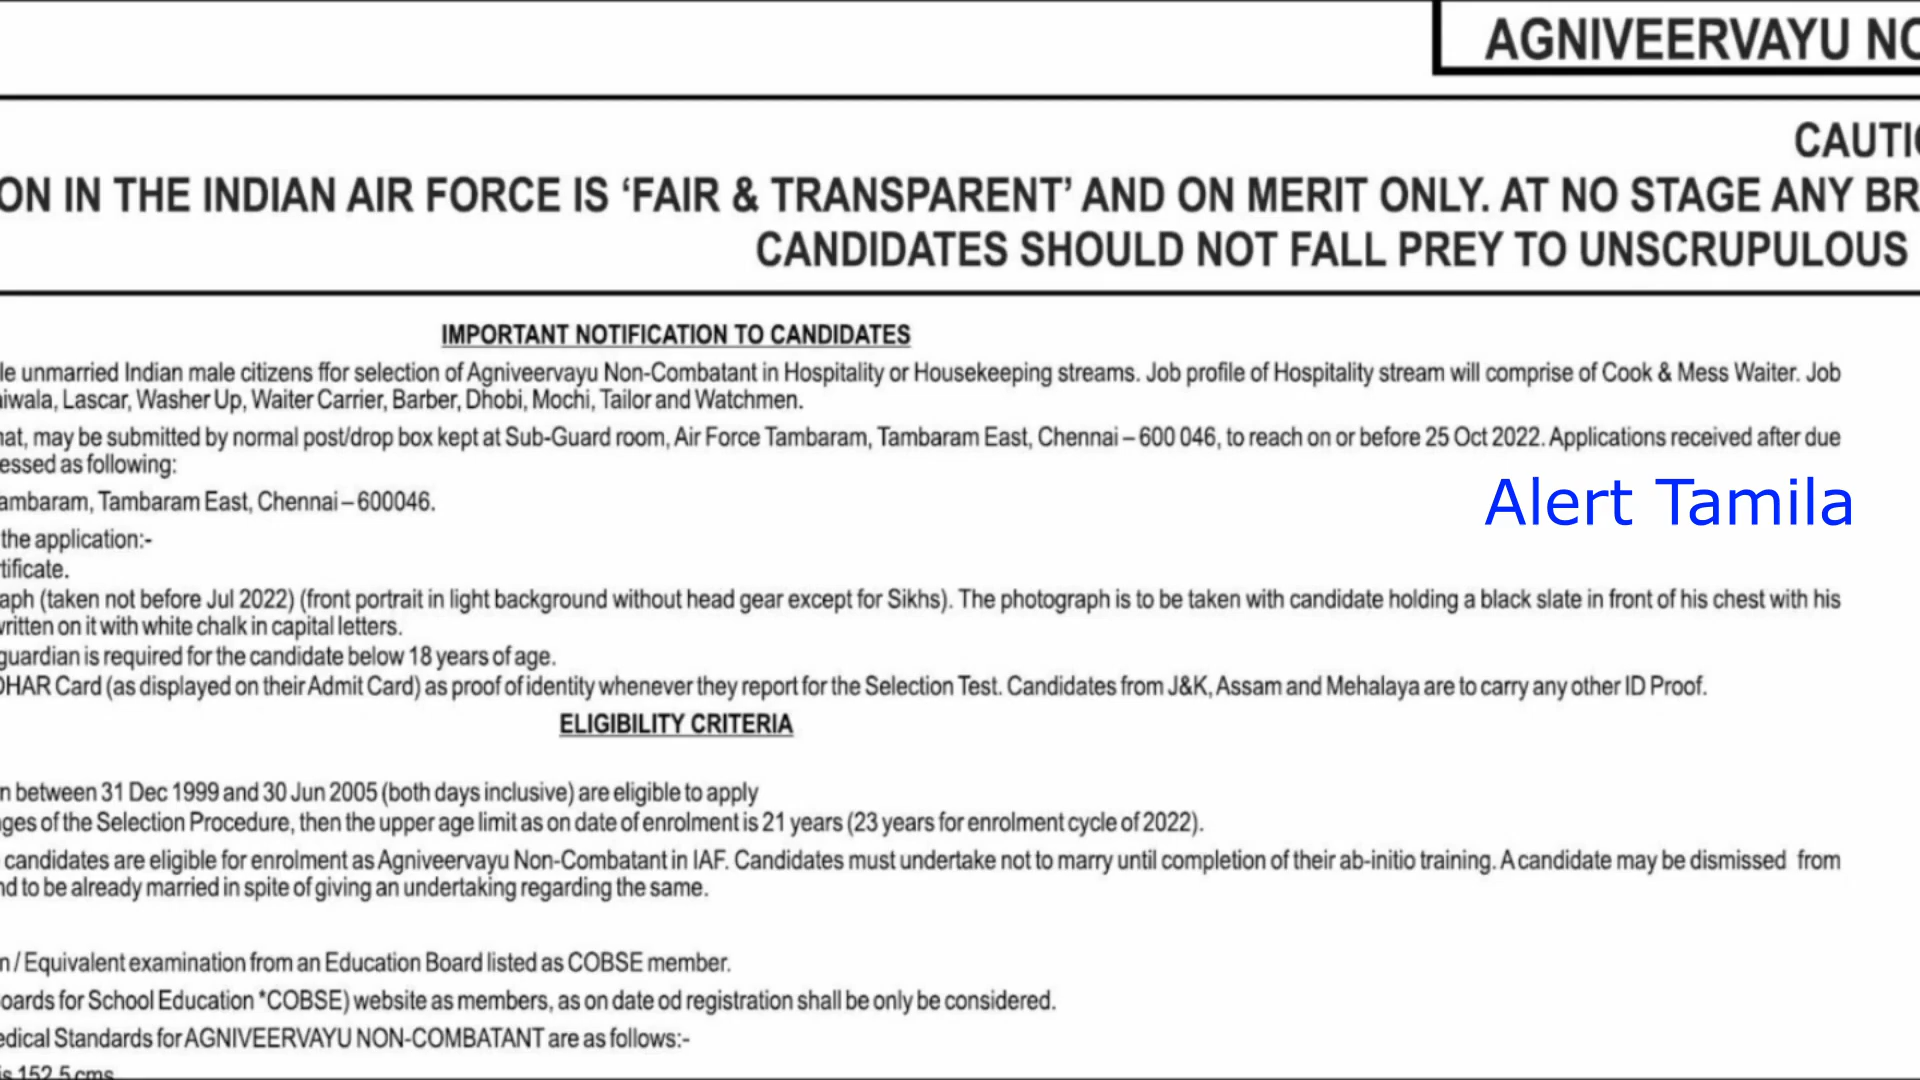 AGNIVEERVAYU
CAUTI
ON IN THE INDIAN AIR FORCE IS ‘FAIR & TRANSPARENT’ AND ON MERIT ONLY. AT NO STAGE ANY BR
CANDIDATES SHOULD NOT FALL PREY TO UNSCRUPULOUS
IMPORTANT NOTIFICATION TO CANDIDATES
le unmarried Indian male citizens ffor selection of Agniveervayu Non-Combatant in Hospitality or Housekeeping streams. Job profile of Hospitality stream will comprise of Cook & Mess Waiter. Job
iwala, Lascar, Washer Up, Waiter Carrier, Barber, Dhobi, Mochi, Tailor and Watchmen.
at, may be submitted by normal post/drop box kept at Sub-Guard room, Air Force Tambaram, Tambaram East, Chennai – 600 046, to reach on or before 25 Oct 2022. Applications received after due
essed as following:
ambaram, Tambaram East, Chennai – 600046.
Alert Tamila
the application:-
tificate.
aph (taken not before Jul 2022) (front portrait in light background without head gear except for Sikhs). The photograph is to be taken with candidate holding a black slate in front of his chest with his
written on it with white chalk in capital letters.
guardian is required for the candidate below 18 years of age.
DHAR Card (as displayed on their Admit Card) as proof of identity whenever they report for the Selection Test. Candidates from J&K, Assam and Mehalaya are to carry any other ID Proof.
ELIGIBILITY CRITERIA
n between 31 Dec 1999 and 30 Jun 2005 (both days inclusive) are eligible to apply
ges of the Selection Procedure, then the upper age limit as on date of enrolment is 21 years (23 years for enrolment cycle of 2022).
candidates are eligible for enrolment as Agniveervayu Non-Combatant in IAF. Candidates must undertake not to marry until completion of their ab-initio training. A candidate may be dismissed from
nd to be already married in spite of giving an undertaking regarding the same.
n / Equivalent examination from an Education Board listed as COBSE member.
oards for School Education *COBSE) website as members, as on date od registration shall be only be considered.
edical Standards for AGNIVEERVAYU NON-COMBATANT are as follows:-
is 152.5 cms